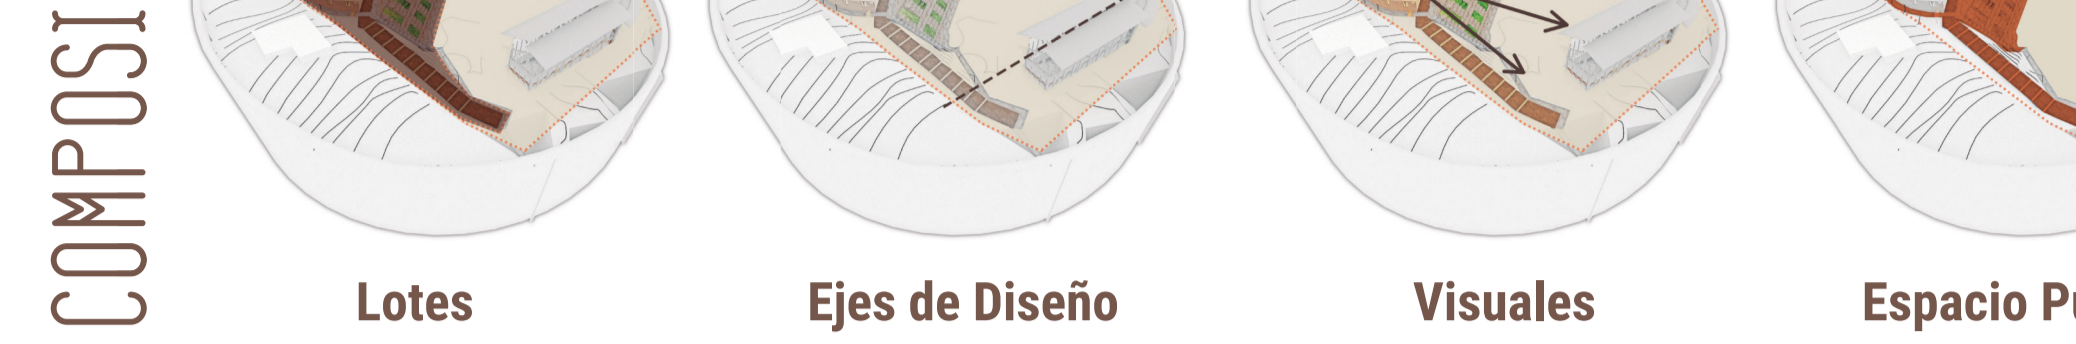 COMPOSI
Lotes
Ejes de Diseño
Visuales
Espacio